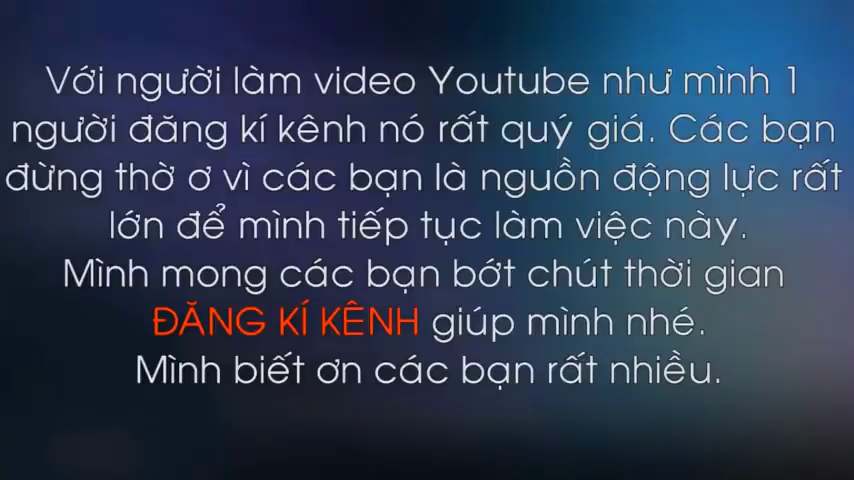 Với người làm video Youtube như mình 1
người đăng kí kênh nó rất quý giá. Các bạn
đừng thờ ơ vì các bạn là nguồn động lực rất
lớn để mình tiếp tục làm việc này.
Mình mong các bạn bớt chút thời gian
ĐĂNG KÍ KÊNH giúp mình nhé.
Mình biết ơn các bạn rất nhiều.